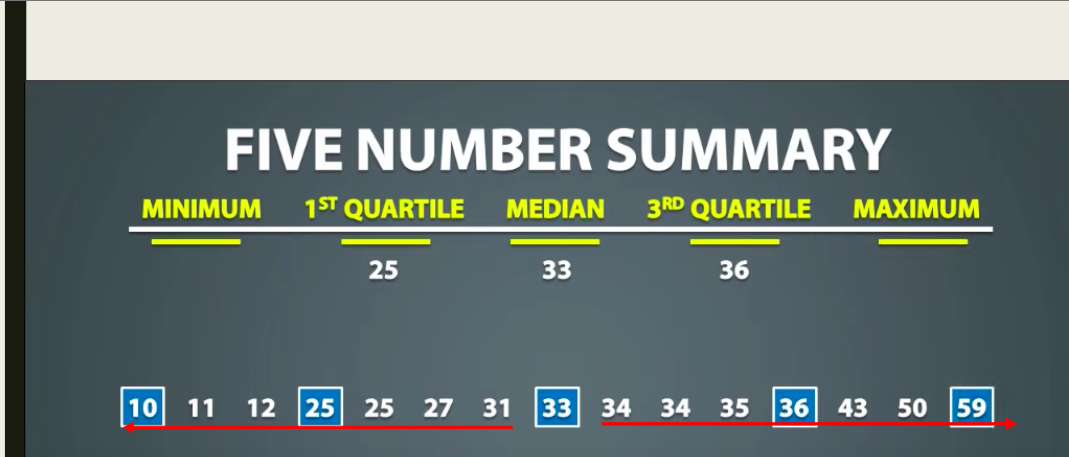 FIVE NUMBER SUMMARY
MINIMUM 1ST QUARTILE MEDIAN 3RD QUARTILE MAXIMUM
25 33 36
10 11 12 25 25 27 31 33 34 34 35 36 43 50 59